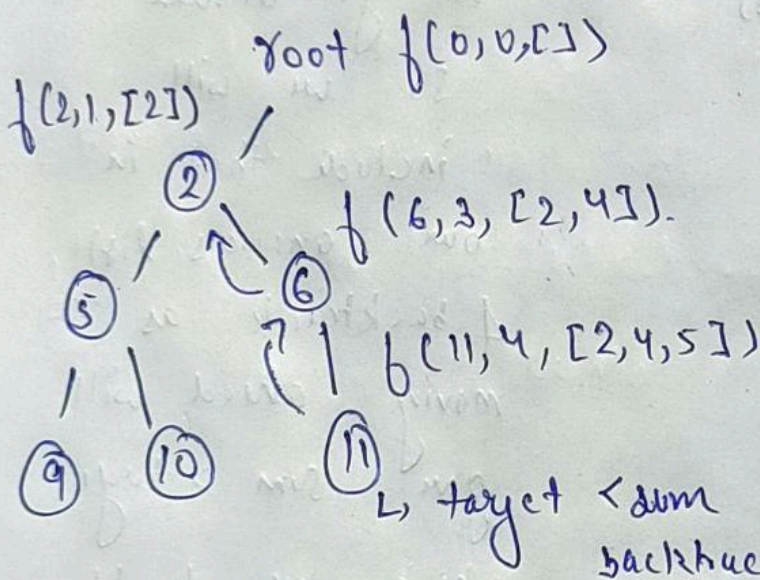 root f(0,0,[])
f(2,1,[2])
2
f(6,3,[2,4]).
5
6
f(11,4,[2,4,5])
9
10
11
↳ target < sum
backtrac